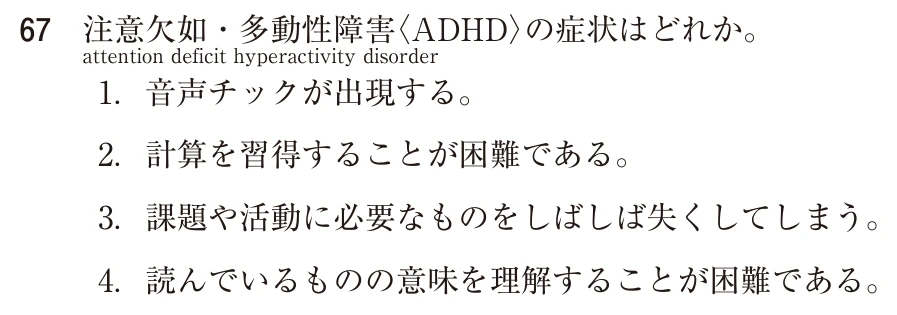 67 注意欠如・多動性障害〈ADHD〉の症状はどれか。
attention deficit hyperactivity disorder
1. 音声チックが出現する。
2. 計算を習得することが困難である。
3. 課題や活動に必要なものをしばしば失くしてしまう。
4. 読んでいるものの意味を理解することが困難である。